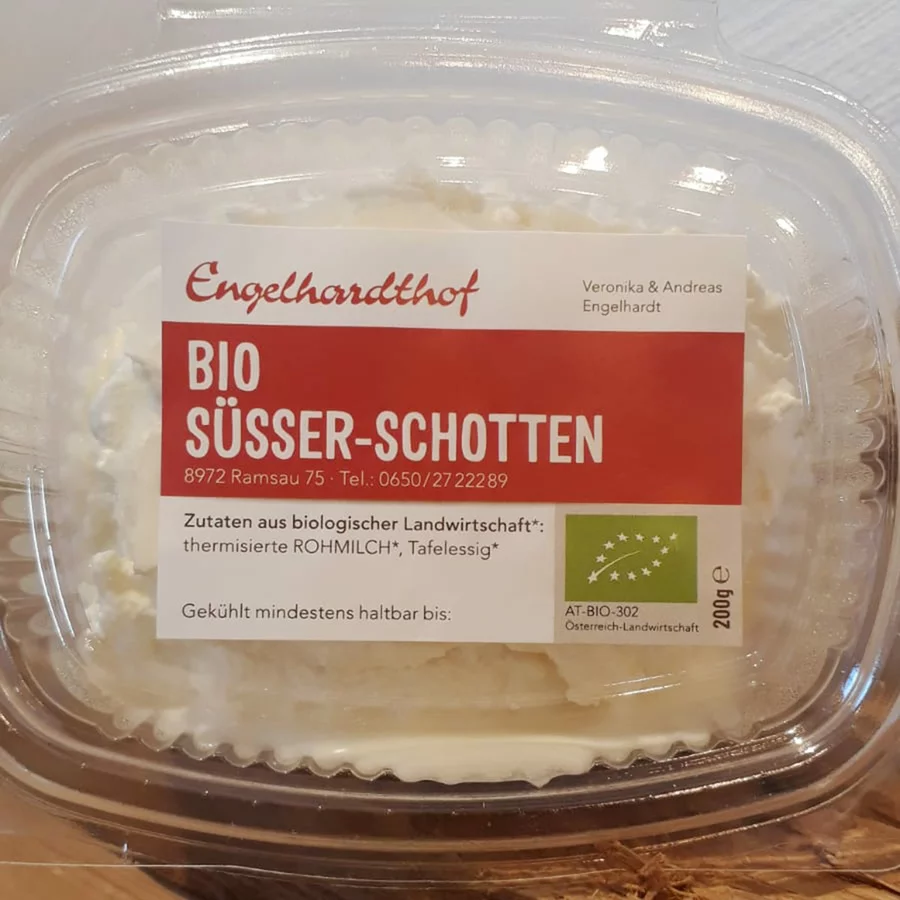 Engelhardthof
Veronika & Andreas
Engelhardt
BIO
SÜSSER-SCHOTTEN
8972 Ramsau 75 · Tel.: 0650/2722289
Zutaten aus biologischer Landwirtschaft*:
thermisierte ROHMILCH*, Tafelessig*
Gekühlt mindestens haltbar bis:
AT-BIO-302
Österreich-Landwirtschaft
200g ℮